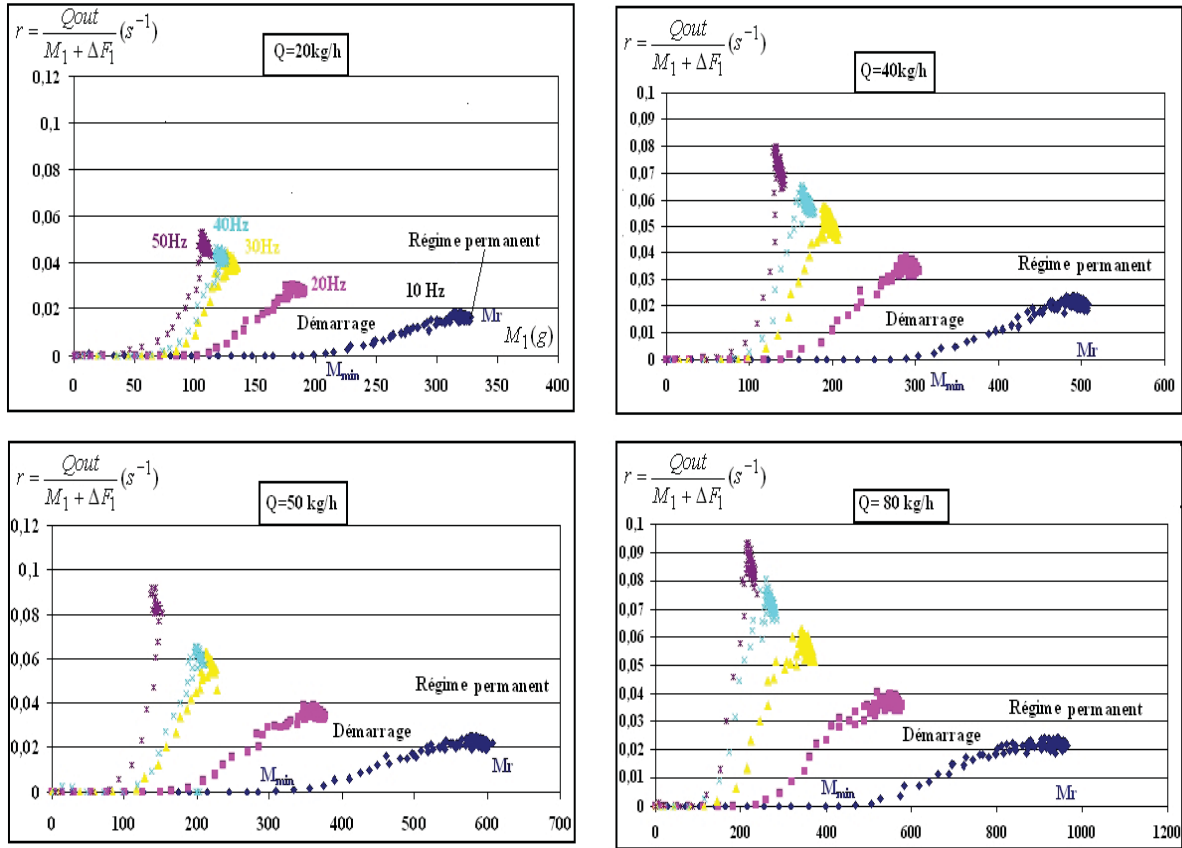 r = Qout / (M1 + ΔF1) (s⁻¹)
Q=20kg/h
0,12
0,1
0,08
0,06
0,04
0,02
0
50Hz
40Hz
30Hz
20Hz
10 Hz
Régime permanent
Démarrage
Mr
M1(g)
Mmin
0 50 100 150 200 250 300 350 400
r = Qout / (M1 + ΔF1) (s⁻¹)
Q=40kg/h
0,1
0,09
0,08
0,07
0,06
0,05
0,04
0,03
0,02
0,01
0
Régime permanent
Démarrage
Mmin
Mr
0 100 200 300 400 500 600
r = Qout / (M1 + ΔF1) (s⁻¹)
Q=50 kg/h
0,12
0,1
0,08
0,06
0,04
0,02
0
Régime permanent
Démarrage
Mmin
Mr
0 100 200 300 400 500 600 700
r = Qout / (M1 + ΔF1) (s⁻¹)
Q= 80 kg/h
0,1
0,09
0,08
0,07
0,06
0,05
0,04
0,03
0,02
0,01
0
Régime permanent
Démarrage
Mmin
Mr
0 200 400 600 800 1000 1200